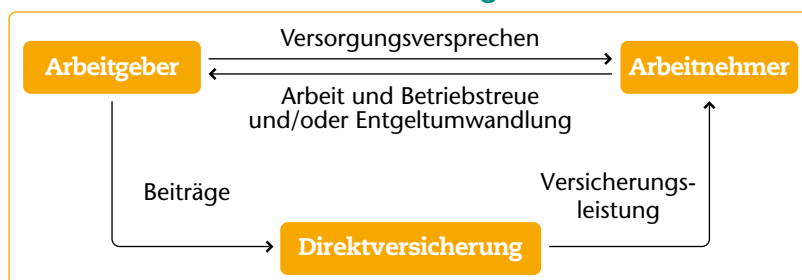 Versorgungsversprechen
Arbeitgeber
Arbeitnehmer
Arbeit und Betriebstreue
und/oder Entgeltumwandlung
Beiträge
Versicherungs-
leistung
Direktversicherung